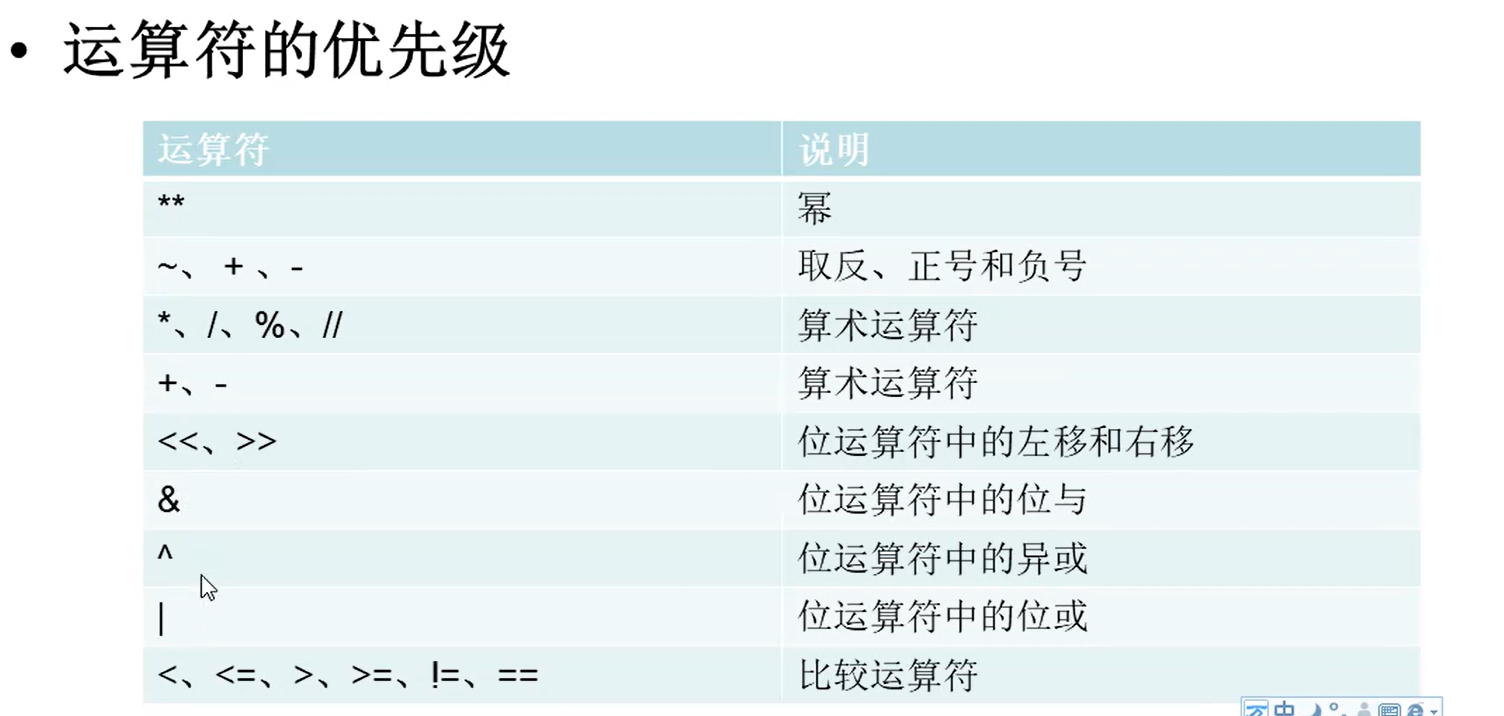 • 运算符的优先级
运算符 说明
** 幂
~、 + 、- 取反、正号和负号
*、/、%、// 算术运算符
+、- 算术运算符
<<、>> 位运算符中的左移和右移
& 位运算符中的位与
^ 位运算符中的异或
| 位运算符中的位或
<、<=、>、>=、!=、== 比较运算符
中